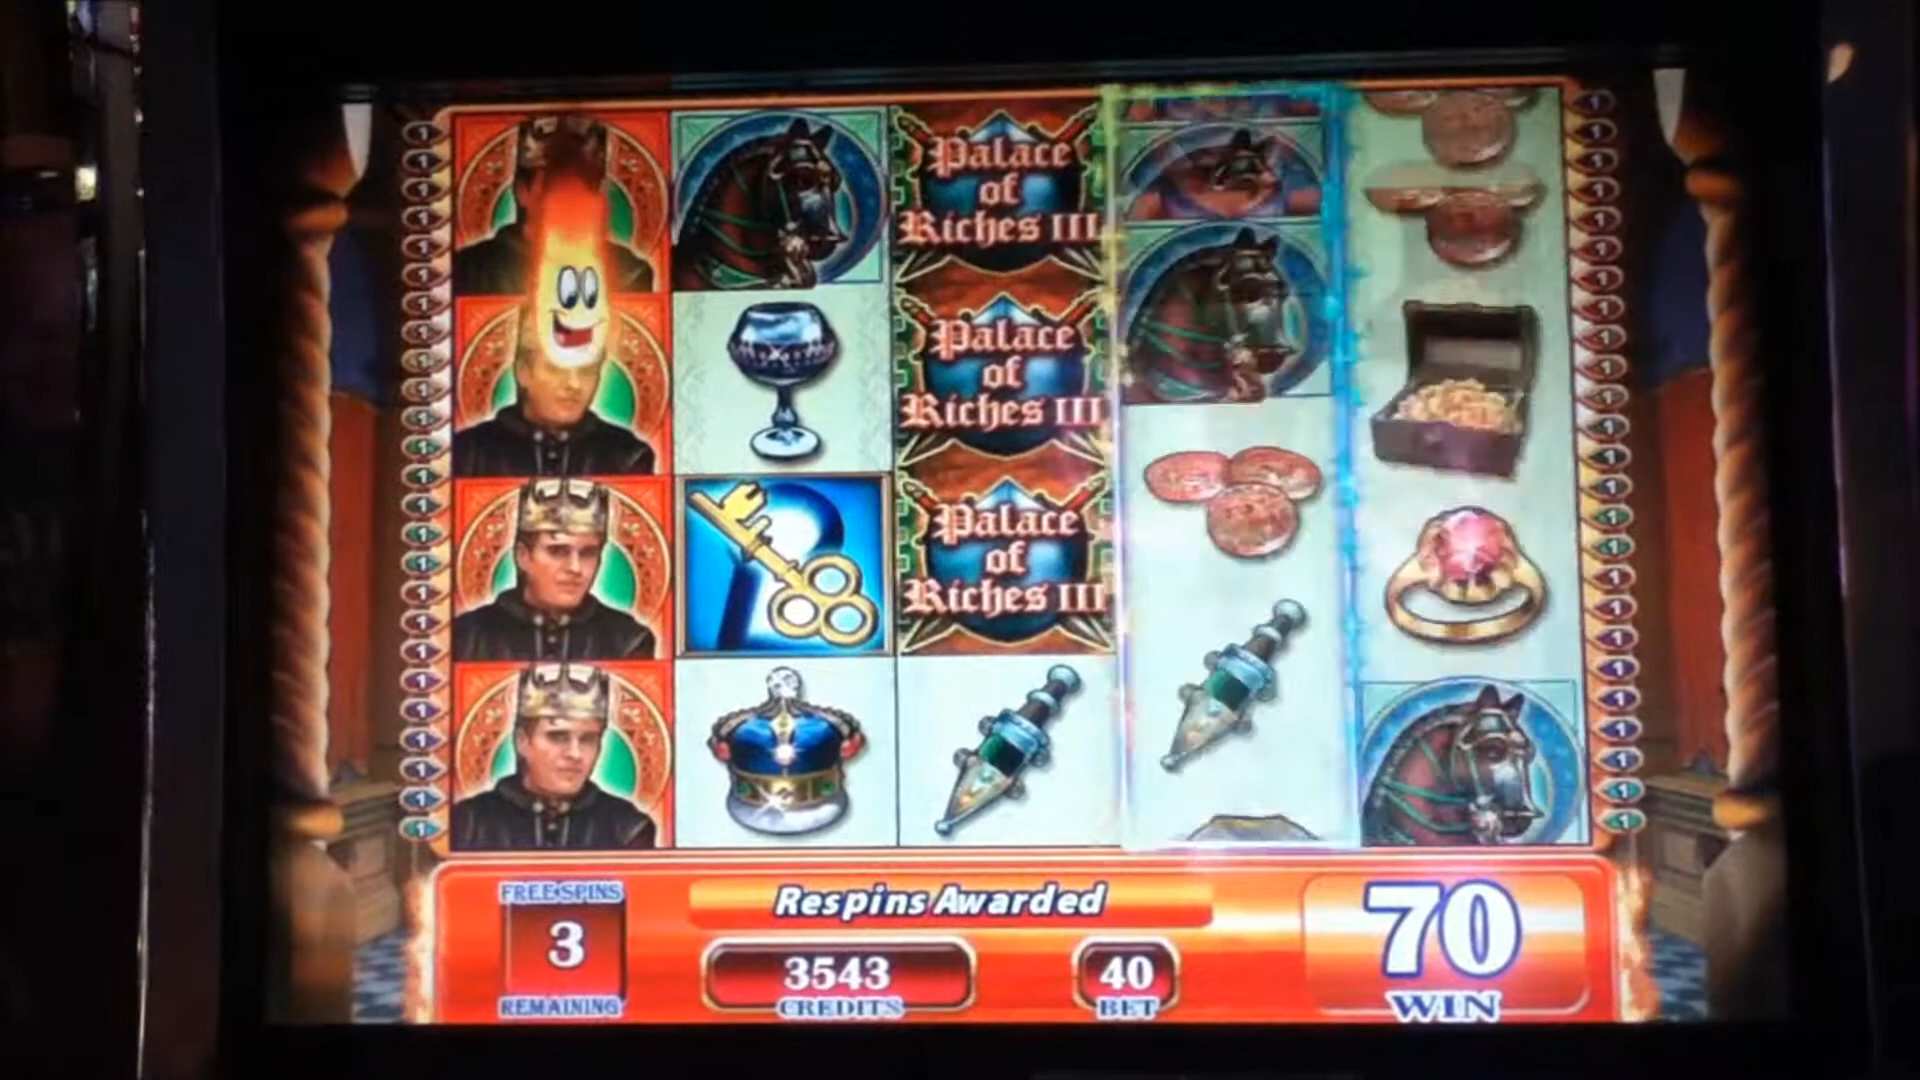 Palace
of
Riches III
Palace
of
Riches III
Palace
of
Riches III
FREE SPINS
3
REMAINING
Respins Awarded
3543
CREDITS
40
BET
70
WIN